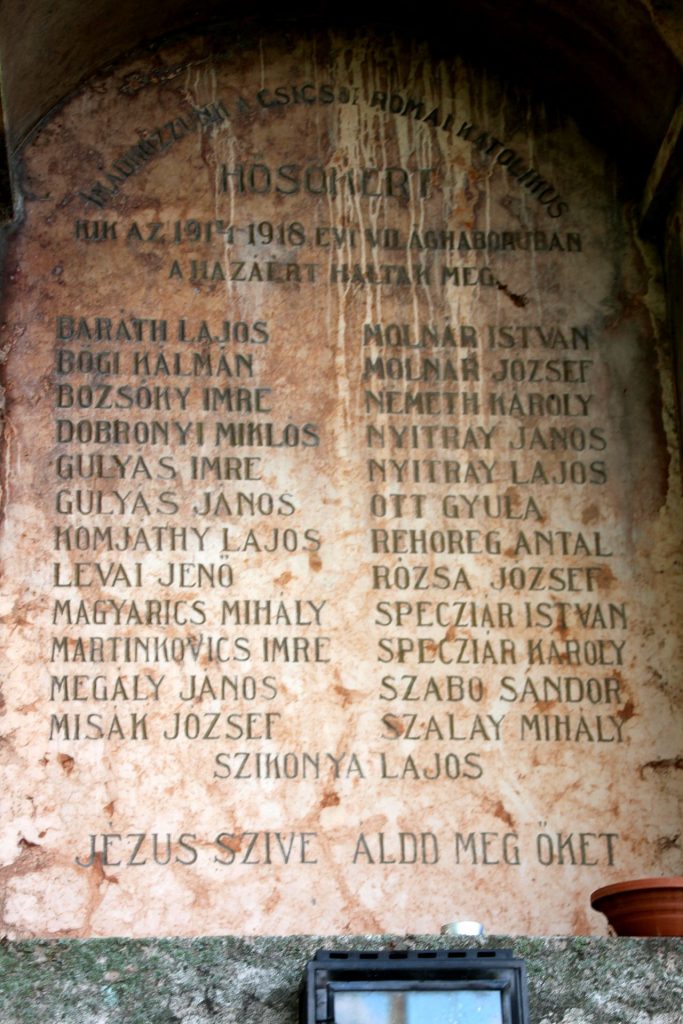 IMÁDKOZZUNK A CSICSÓI RÓMAI KATOLIKUS
HŐSÖKÉRT
KIK AZ 1914-1918 ÉVI VILÁGHÁBORUBAN
A HAZÁÉRT HALTAK MEG.
BARÁTH LAJOS
BŐGI KÁLMÁN
BOZSÓKY IMRE
DOBRONYI MIKLÓS
GULYÁS IMRE
GULYÁS JÁNOS
KOMJÁTHY LAJOS
LÉVAI JENŐ
MAGYARICS MIHÁLY
MARTINKOVICS IMRE
MEGÁLY JÁNOS
MISÁK JÓZSEF
MOLNÁR ISTVÁN
MOLNÁR JÓZSEF
NÉMETH KÁROLY
NYITRAY JÁNOS
NYITRAY LAJOS
OTT GYULA
REHOREG ANTAL
RÓZSA JÓZSEF
SPECZIÁR ISTVÁN
SPECZIÁR KÁROLY
SZABÓ SÁNDOR
SZALAY MIHÁLY
SZIKONYA LAJOS
JÉZUS SZIVE ÁLDD MEG ŐKET